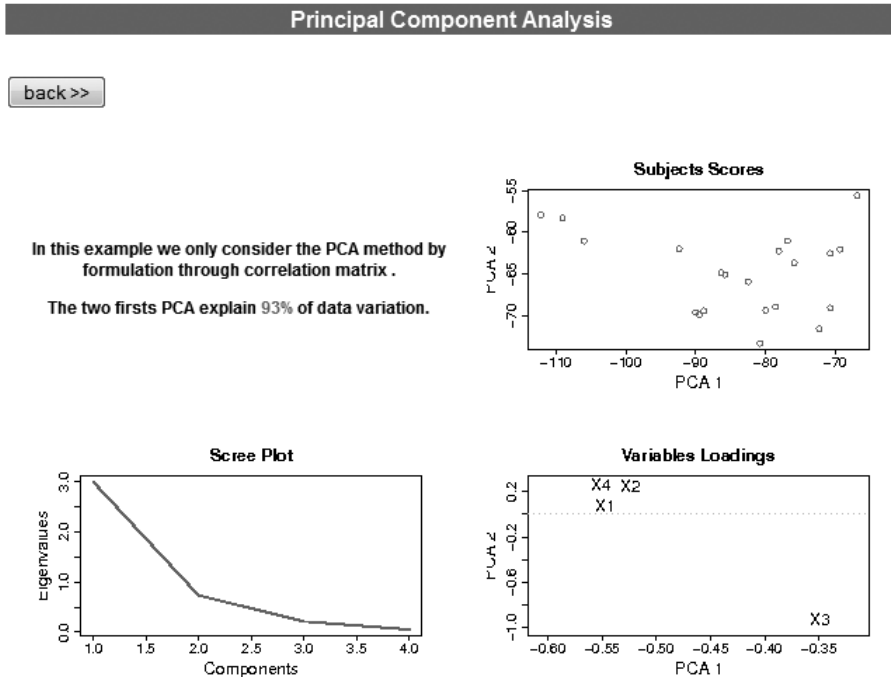 Principal Component Analysis
back >>
In this example we only consider the PCA method by
formulation through correlation matrix .
The two firsts PCA explain 93% of data variation.
Subjects Scores
PCA 2
-55
-60
-65
-70
-110 -100 -90 -80 -70
PCA 1
Scree Plot
Eigenvalues
3.0
2.0
1.0
0.0
1.0 1.5 2.0 2.5 3.0 3.5 4.0
Components
Variables Loadings
PCA 2
0.2
-0.2
-0.6
-1.0
X4 X2
X1
X3
-0.60 -0.55 -0.50 -0.45 -0.40 -0.35
PCA 1